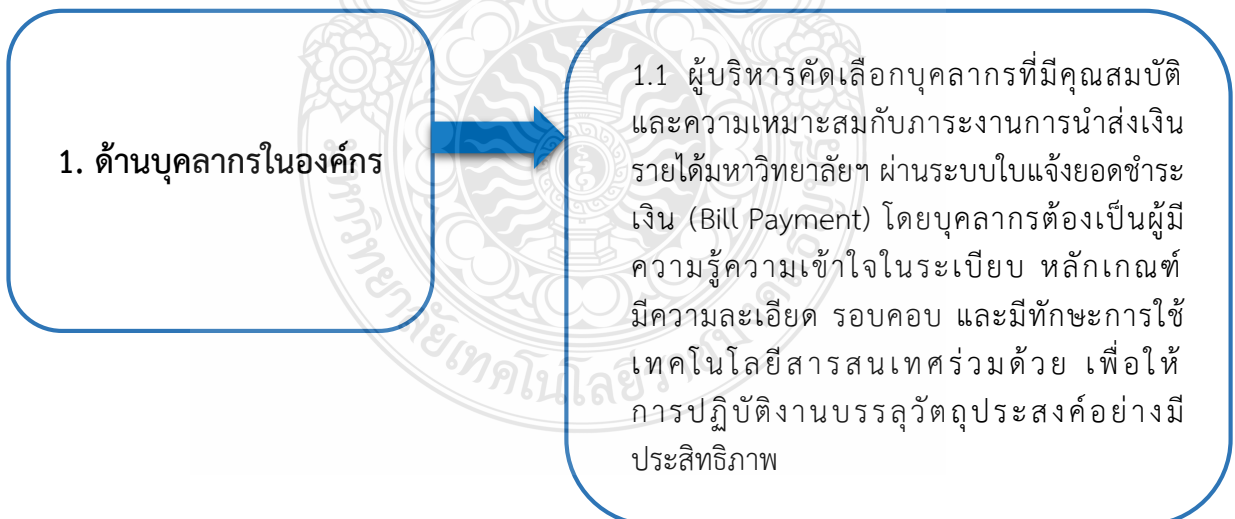 1. ด้านบุคลากรในองค์กร
1.1 ผู้บริหารคัดเลือกบุคลากรที่มีคุณสมบัติ
และความเหมาะสมกับภาระงานการนำส่งเงิน
รายได้มหาวิทยาลัยฯ ผ่านระบบใบแจ้งยอดชำระ
เงิน (Bill Payment) โดยบุคลากรต้องเป็นผู้มี
ความรู้ความเข้าใจในระเบียบ หลักเกณฑ์
มีความละเอียด รอบคอบ และมีทักษะการใช้
เทคโนโลยีสารสนเทศร่วมด้วย เพื่อให้
การปฏิบัติงานบรรลุวัตถุประสงค์อย่างมี
ประสิทธิภาพ